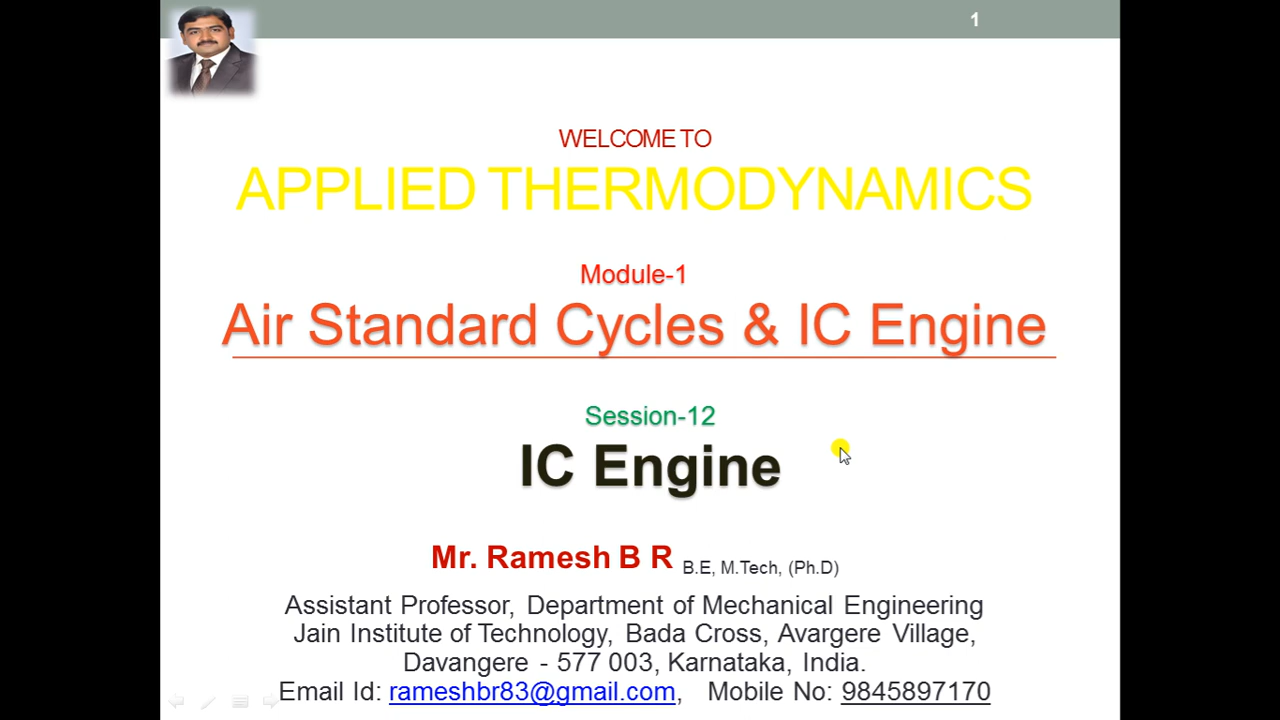 1
WELCOME TO
APPLIED THERMODYNAMICS
Module-1
Air Standard Cycles & IC Engine
Session-12
IC Engine
Mr. Ramesh B R B.E, M.Tech, (Ph.D)
Assistant Professor, Department of Mechanical Engineering
Jain Institute of Technology, Bada Cross, Avargere Village,
Davangere - 577 003, Karnataka, India.
Email Id: rameshbr83@gmail.com, Mobile No: 9845897170